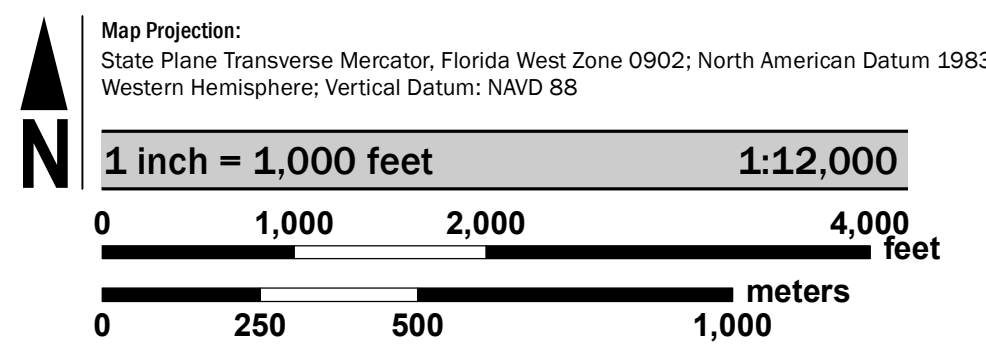 Map Projection:
State Plane Transverse Mercator, Florida West Zone 0902; North American Datum 1983
Western Hemisphere; Vertical Datum: NAVD 88
N
1 inch = 1,000 feet 1:12,000
0 1,000 2,000 4,000
feet
meters
0 250 500 1,000